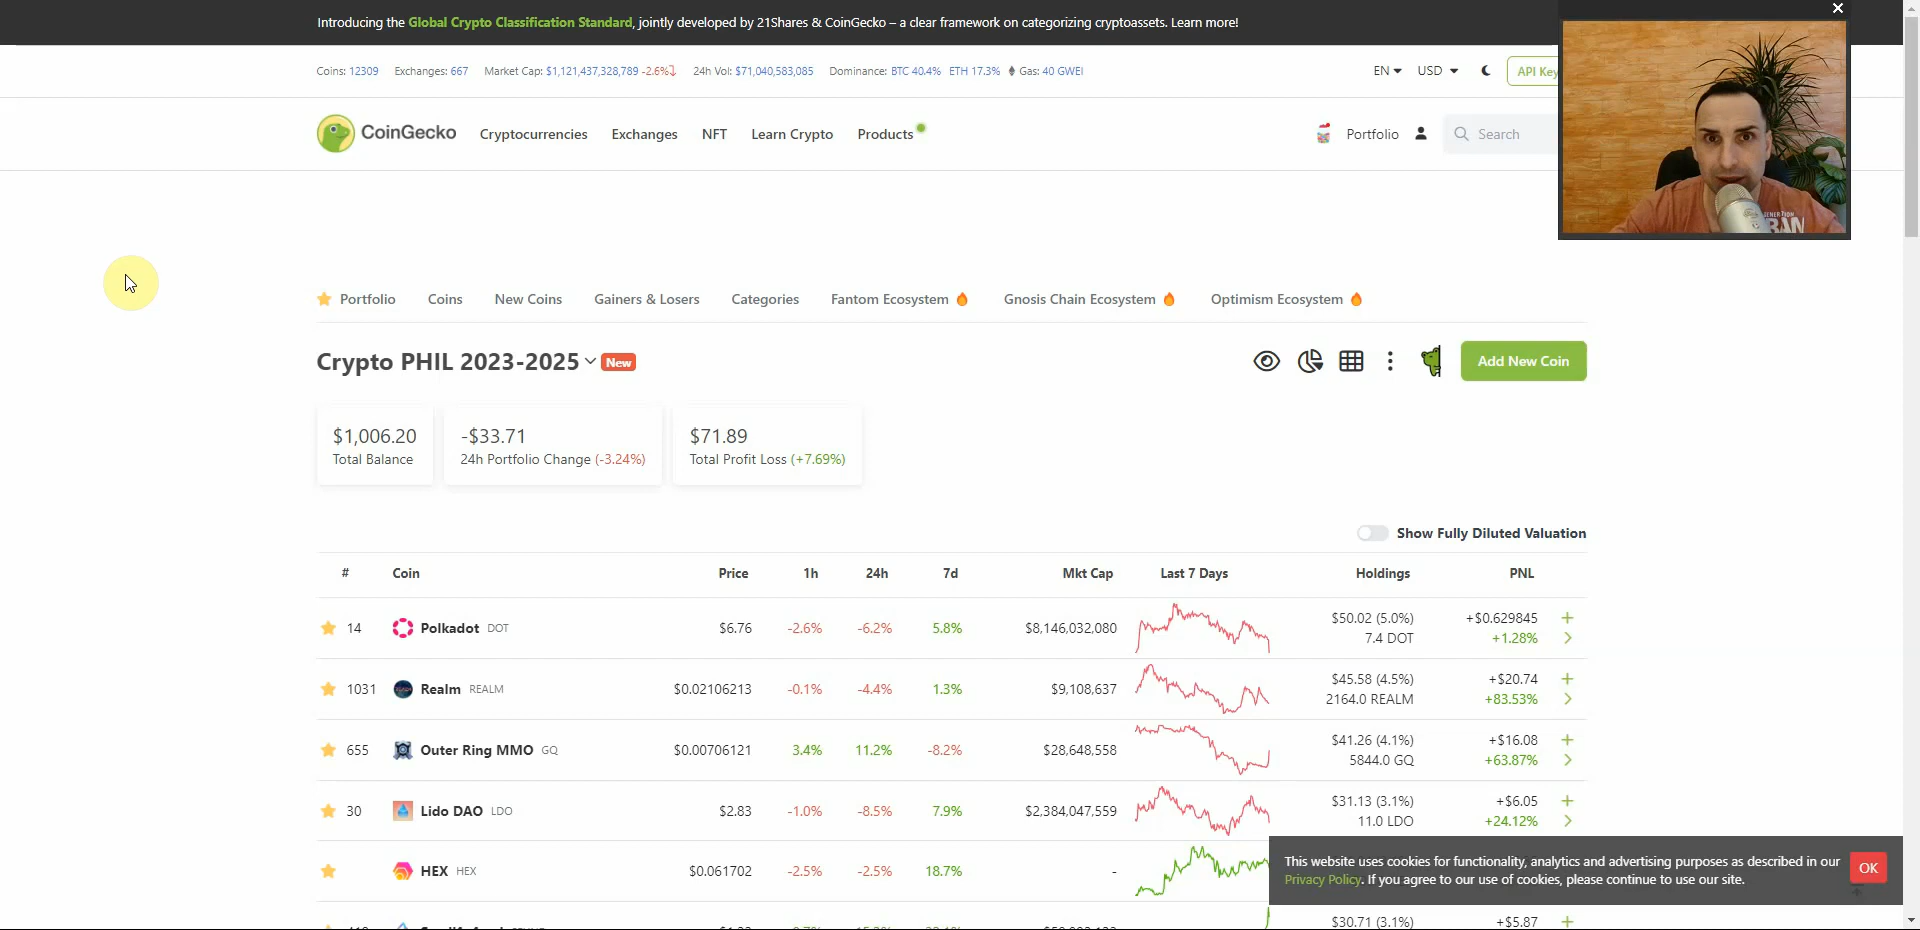 Introducing the Global Crypto Classification Standard, jointly developed by 21Shares & CoinGecko – a clear framework on categorizing cryptoassets. Learn more!
Coins: 12309 Exchanges: 667 Market Cap: $1,121,437,328,789 -2.6% 24h Vol: $71,040,583,085 Dominance: BTC 40.4% ETH 17.3% Gas: 40 GWEI EN USD API Key
CoinGecko Cryptocurrencies Exchanges NFT Learn Crypto Products Portfolio Search
Portfolio Coins New Coins Gainers & Losers Categories Fantom Ecosystem Gnosis Chain Ecosystem Optimism Ecosystem
Crypto PHIL 2023-2025 New Add New Coin
$1,006.20 -$33.71 $71.89
Total Balance 24h Portfolio Change (-3.24%) Total Profit Loss (+7.69%)
Show Fully Diluted Valuation
# Coin Price 1h 24h 7d Mkt Cap Last 7 Days Holdings PNL
$50.02 (5.0%) +$0.629845
14 Polkadot DOT $6.76 -2.6% -6.2% 5.8% $8,146,032,080
7.4 DOT +1.28%
$45.58 (4.5%) +$20.74
1031 Realm REALM $0.02106213 -0.1% -4.4% 1.3% $9,108,637
2164.0 REALM +83.53%
$41.26 (4.1%) +$16.08
655 Outer Ring MMO GQ $0.00706121 3.4% 11.2% -8.2% $28,648,558
5844.0 GQ +63.87%
$31.13 (3.1%) +$6.05
30 Lido DAO LDO $2.83 -1.0% -8.5% 7.9% $2,384,047,559
11.0 LDO +24.12%
HEX HEX $0.061702 -2.5% -2.5% 18.7% -
This website uses cookies for functionality, analytics and advertising purposes as described in our
Privacy Policy. If you agree to our use of cookies, please continue to use our site.
OK
$30.71 (3.1%) +$5.87